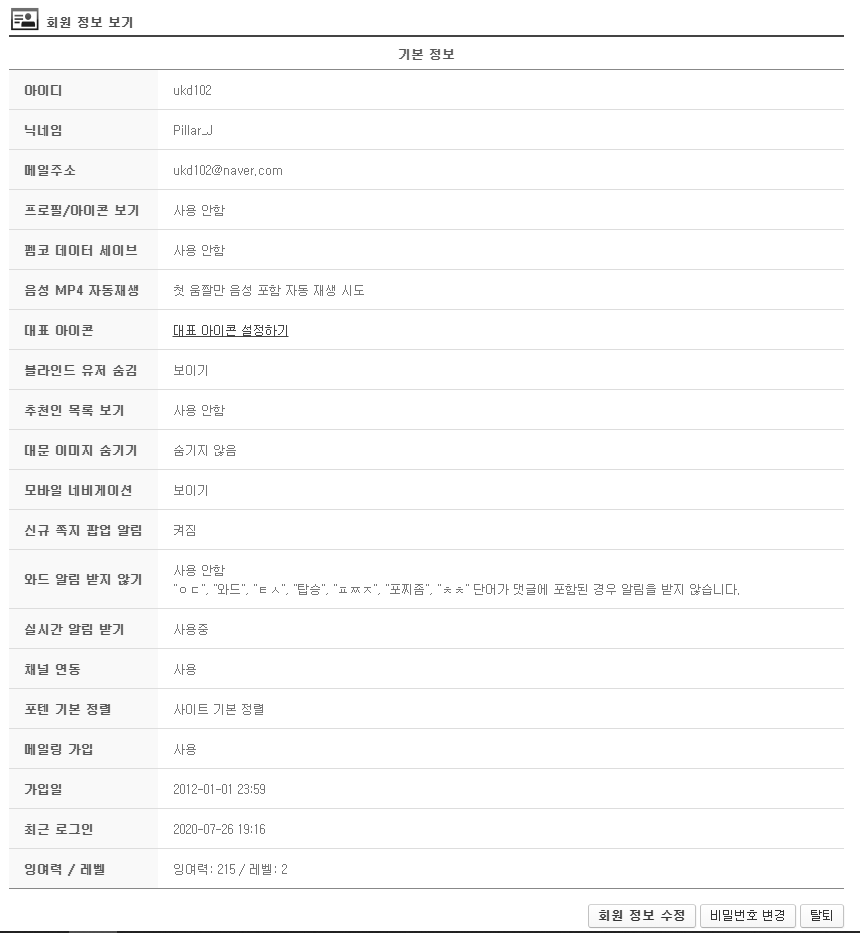 회원 정보 보기
기본 정보
아이디 ukd102
닉네임 Pillar_J
메일주소 ukd102@naver.com
프로필/아이콘 보기 사용 안함
펨코 데이터 세이브 사용 안함
음성 MP4 자동재생 첫 움짤만 음성 포함 자동 재생 시도
대표 아이콘 대표 아이콘 설정하기
블라인드 유저 숨김 보이기
추천인 목록 보기 사용 안함
대문 이미지 숨기기 숨기지 않음
모바일 네비게이션 보이기
신규 쪽지 팝업 알림 켜짐
와드 알림 받지 않기 사용 안함
"ㅇㄷ", "와드", "ㅌㅅ", "탑승", "ㅍㅉㅈ", "포찌줌", "ㅊㅊ" 단어가 댓글에 포함된 경우 알림을 받지 않습니다.
실시간 알림 받기 사용중
채널 연동 사용
포텐 기본 정렬 사이트 기본 정렬
메일링 가입 사용
가입일 2012-01-01 23:59
최근 로그인 2020-07-26 19:16
잉여력 / 레벨 잉여력: 215 / 레벨: 2
회원 정보 수정 비밀번호 변경 탈퇴